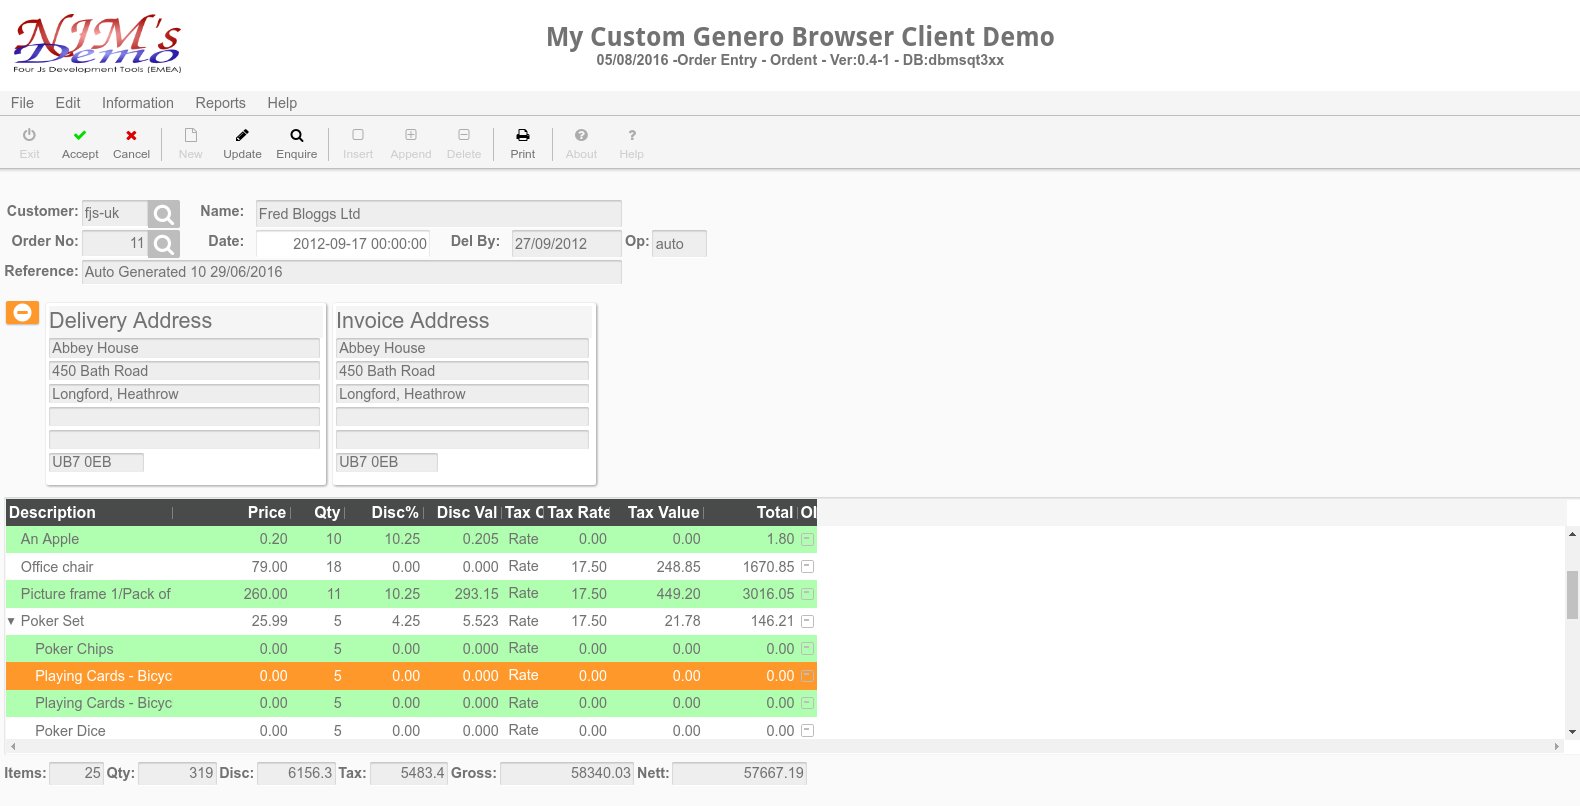 NJM's
Demo
Four Js Development Tools (EMEA)
My Custom Genero Browser Client Demo
05/08/2016 -Order Entry - Ordent - Ver:0.4-1 - DB:dbmsqt3xx
File Edit Information Reports Help
Exit Accept Cancel New Update Enquire Insert Append Delete Print About Help
Customer: fjs-uk Name: Fred Bloggs Ltd
Order No: 11 Date: 2012-09-17 00:00:00 Del By: 27/09/2012 Op: auto
Reference: Auto Generated 10 29/06/2016
Delivery Address Invoice Address
Abbey House Abbey House
450 Bath Road 450 Bath Road
Longford, Heathrow Longford, Heathrow
UB7 0EB UB7 0EB
Description Price Qty Disc% Disc Val Tax C Tax Rate Tax Value Total Ol
An Apple 0.20 10 10.25 0.205 Rate 0.00 0.00 1.80
Office chair 79.00 18 0.00 0.000 Rate 17.50 248.85 1670.85
Picture frame 1/Pack of 260.00 11 10.25 293.15 Rate 17.50 449.20 3016.05
Poker Set 25.99 5 4.25 5.523 Rate 17.50 21.78 146.21
Poker Chips 0.00 5 0.00 0.000 Rate 0.00 0.00 0.00
Playing Cards - Bicyc 0.00 5 0.00 0.000 Rate 0.00 0.00 0.00
Playing Cards - Bicyc 0.00 5 0.00 0.000 Rate 0.00 0.00 0.00
Poker Dice 0.00 5 0.00 0.000 Rate 0.00 0.00 0.00
Items: 25 Qty: 319 Disc: 6156.3 Tax: 5483.4 Gross: 58340.03 Nett: 57667.19